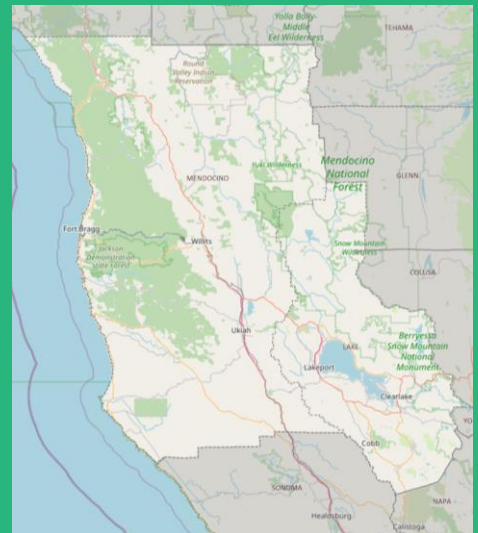 Yolla Bolly-
Middle
Eel Wilderness
TEHAMA
Round
Valley Indian
Reservation
Yuki Wilderness
MENDOCINO
Mendocino
National
Forest
GLENN
Fort Bragg
Willits
Jackson
Demonstration
State Forest
Snow Mountain
Wilderness
COLUSA
Ukiah
Berryessa
Snow Mountain
National
Monument
LAKE
Lakeport
Clearlake
YO
Cobb
SONOMA
NAPA
Healdsburg
Calistoga